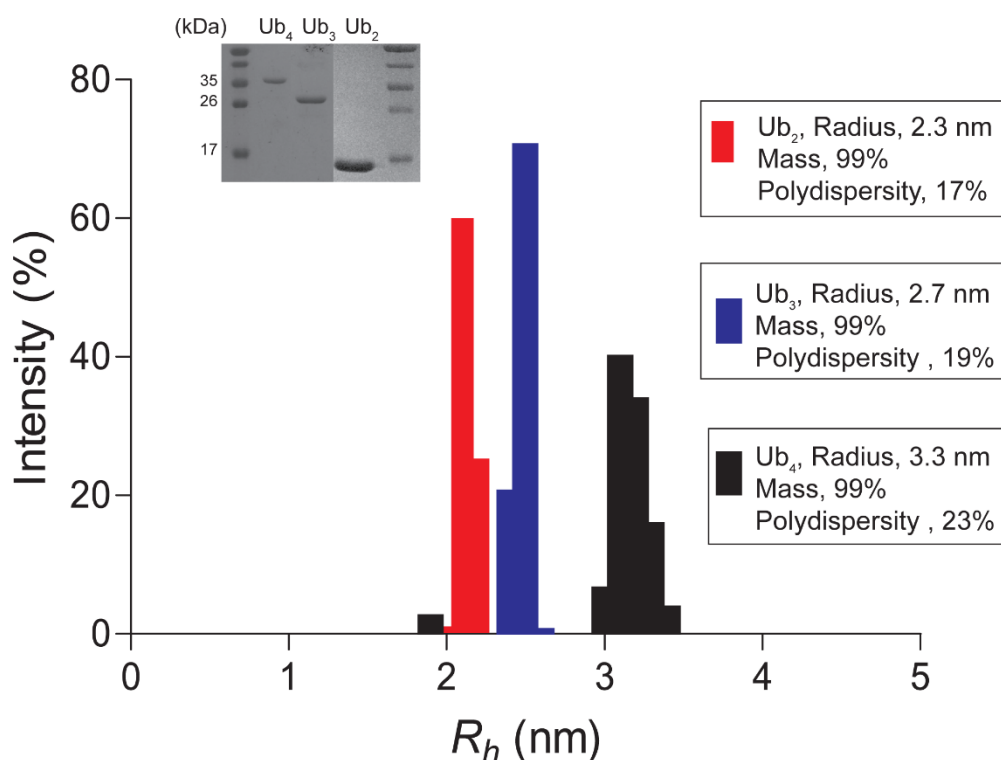 (kDa) Ub₄ Ub₃ Ub₂
35
26
17
80
60
40
20
0
Intensity (%)
0 1 2 3 4 5
R_h (nm)
Ub₂, Radius, 2.3 nm
Mass, 99%
Polydispersity, 17%
Ub₃, Radius, 2.7 nm
Mass, 99%
Polydispersity , 19%
Ub₄, Radius, 3.3 nm
Mass, 99%
Polydispersity , 23%